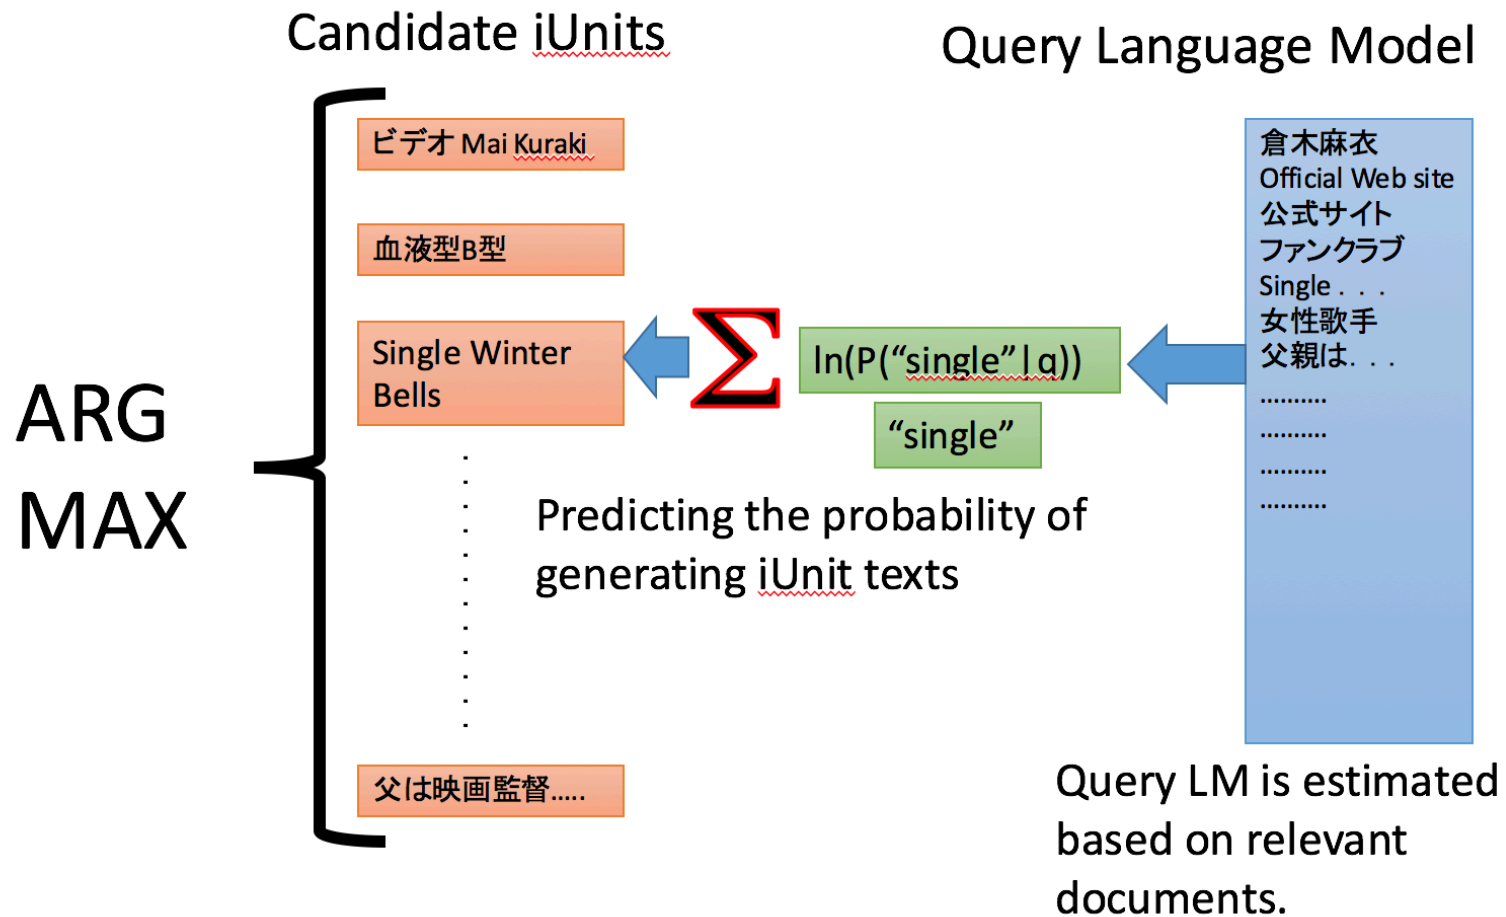 Candidate iUnits
Query Language Model
ARG
MAX
ビデオ Mai Kuraki
血液型B型
Single Winter
Bells
父は映画監督.....
Σ
ln(P(“single”|q))
“single”
Predicting the probability of
generating iUnit texts
倉木麻衣
Official Web site
公式サイト
ファンクラブ
Single．．．
女性歌手
父親は．．．
..........
..........
..........
..........
Query LM is estimated
based on relevant
documents.